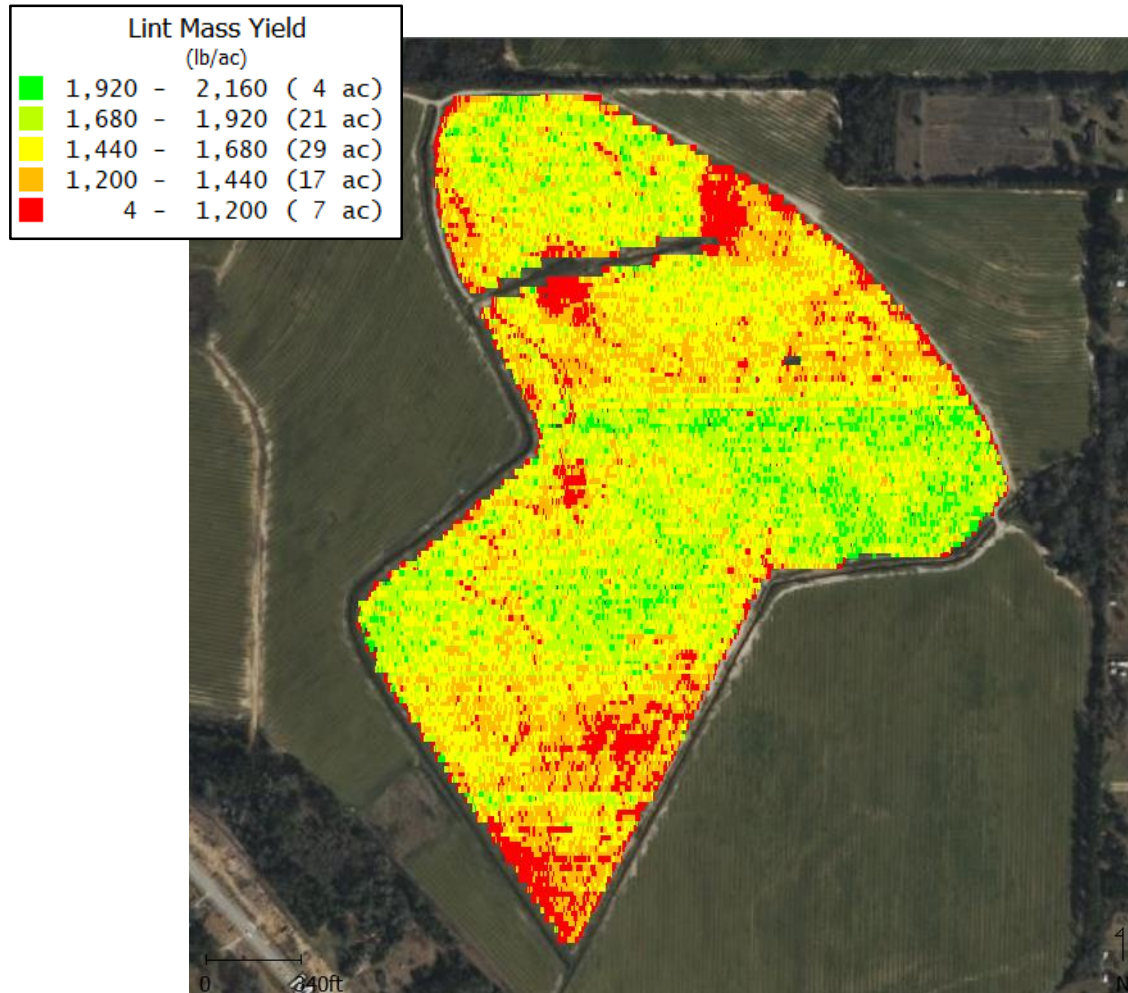 Lint Mass Yield
(lb/ac)
1,920 - 2,160 ( 4 ac)
1,680 - 1,920 (21 ac)
1,440 - 1,680 (29 ac)
1,200 - 1,440 (17 ac)
4 - 1,200 ( 7 ac)
0
N